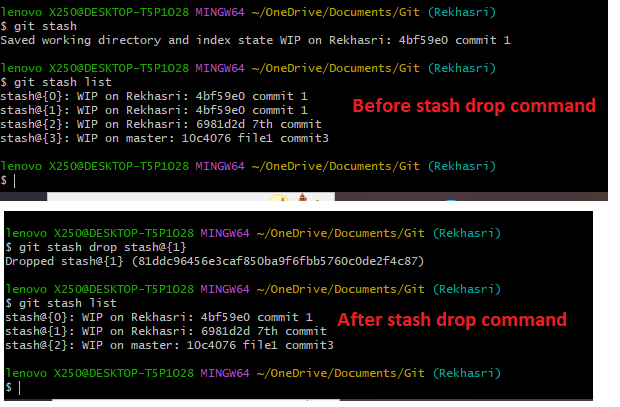 lenovo X250@DESKTOP-T5P1O28 MINGW64 ~/OneDrive/Documents/Git (Rekhasri)
$ git stash
Saved working directory and index state WIP on Rekhasri: 4bf59e0 commit 1
lenovo X250@DESKTOP-T5P1O28 MINGW64 ~/OneDrive/Documents/Git (Rekhasri)
$ git stash list
stash@{0}: WIP on Rekhasri: 4bf59e0 commit 1
stash@{1}: WIP on Rekhasri: 4bf59e0 commit 1
stash@{2}: WIP on Rekhasri: 6981d2d 7th commit
stash@{3}: WIP on master: 10c4076 file1 commit3
Before stash drop command
lenovo X250@DESKTOP-T5P1O28 MINGW64 ~/OneDrive/Documents/Git (Rekhasri)
$
lenovo X250@DESKTOP-T5P1O28 MINGW64 ~/OneDrive/Documents/Git (Rekhasri)
$ git stash drop stash@{1}
Dropped stash@{1} (81ddc96456e3caf850ba9f6fbb5760c0de2f4c87)
lenovo X250@DESKTOP-T5P1O28 MINGW64 ~/OneDrive/Documents/Git (Rekhasri)
$ git stash list
stash@{0}: WIP on Rekhasri: 4bf59e0 commit 1
stash@{1}: WIP on Rekhasri: 6981d2d 7th commit
stash@{2}: WIP on master: 10c4076 file1 commit3
After stash drop command
lenovo X250@DESKTOP-T5P1O28 MINGW64 ~/OneDrive/Documents/Git (Rekhasri)
$